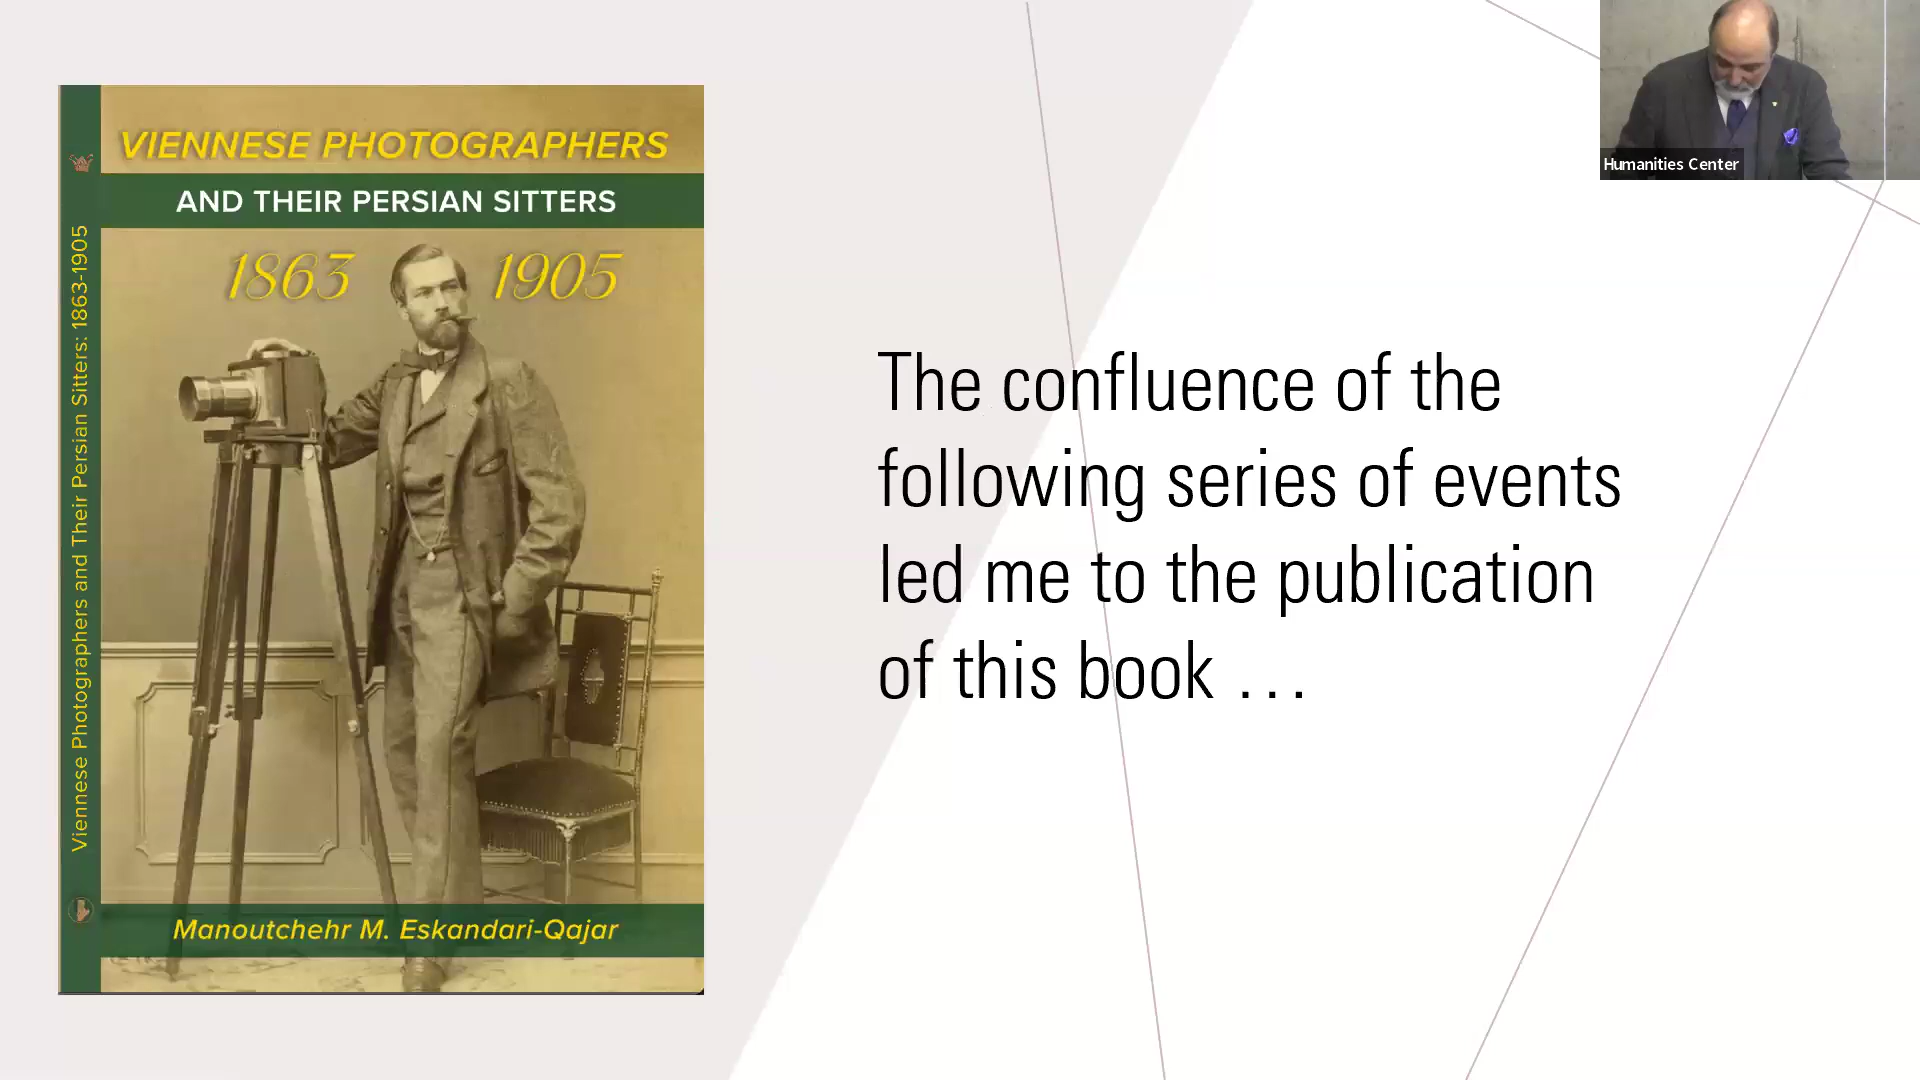 VIENNESE PHOTOGRAPHERS
AND THEIR PERSIAN SITTERS
1863 1905
Viennese Photographers and Their Persian Sitters: 1863-1905
Manoutchehr M. Eskandari-Qajar
The confluence of the
following series of events
led me to the publication
of this book …
Humanities Center